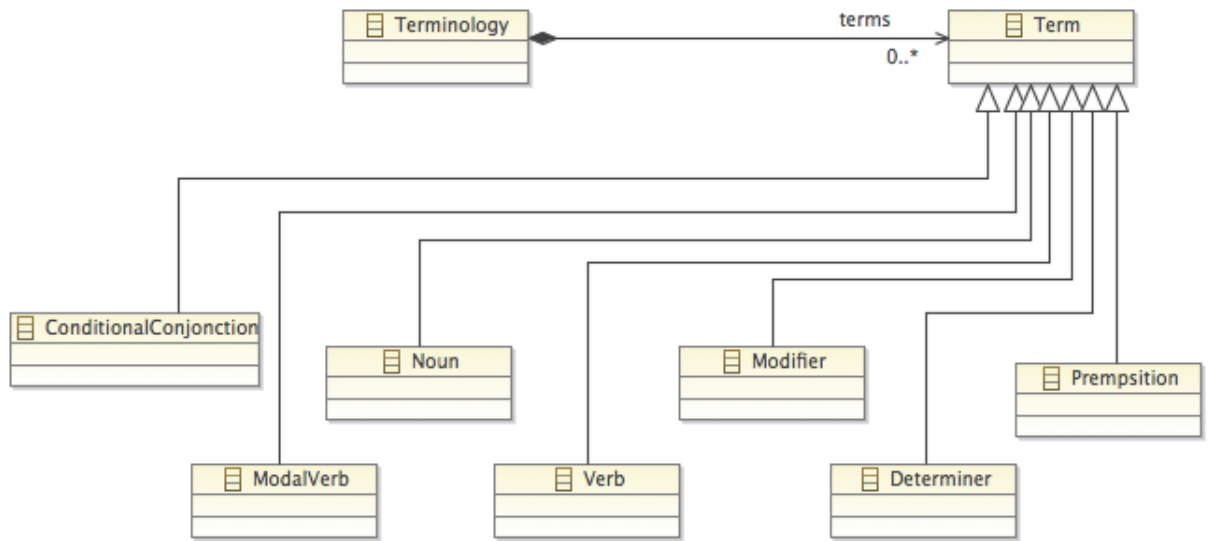 Terminology
terms
Term
0..*
ConditionalConjonction
Noun
Modifier
Prempsition
ModalVerb
Verb
Determiner